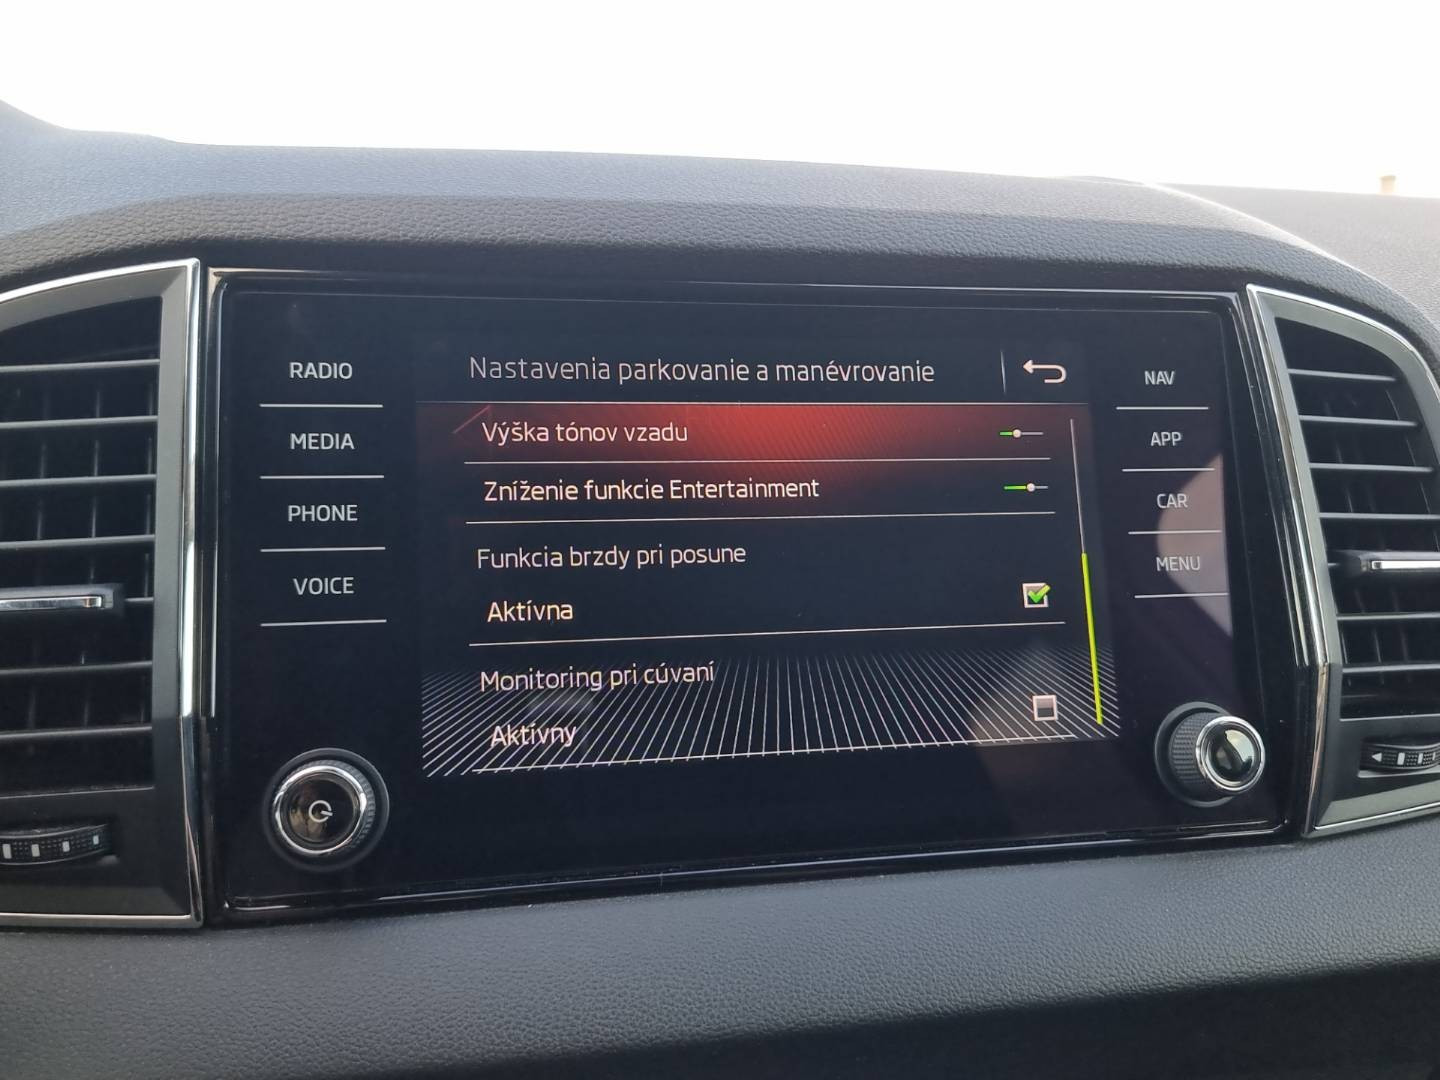 RADIO
MEDIA
PHONE
VOICE
Nastavenia parkovanie a manévrovanie
Výška tónov vzadu
Zníženie funkcie Entertainment
Funkcia brzdy pri posune
Aktívna
Monitoring pri cúvaní
Aktívny
NAV
APP
CAR
MENU